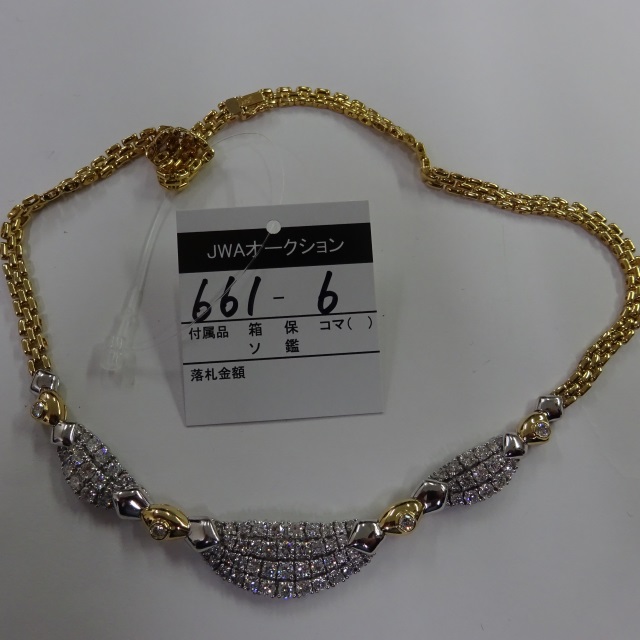 JWAオークション
661-6
付属品 箱 保 コマ( )
ソ 鑑
落札金額